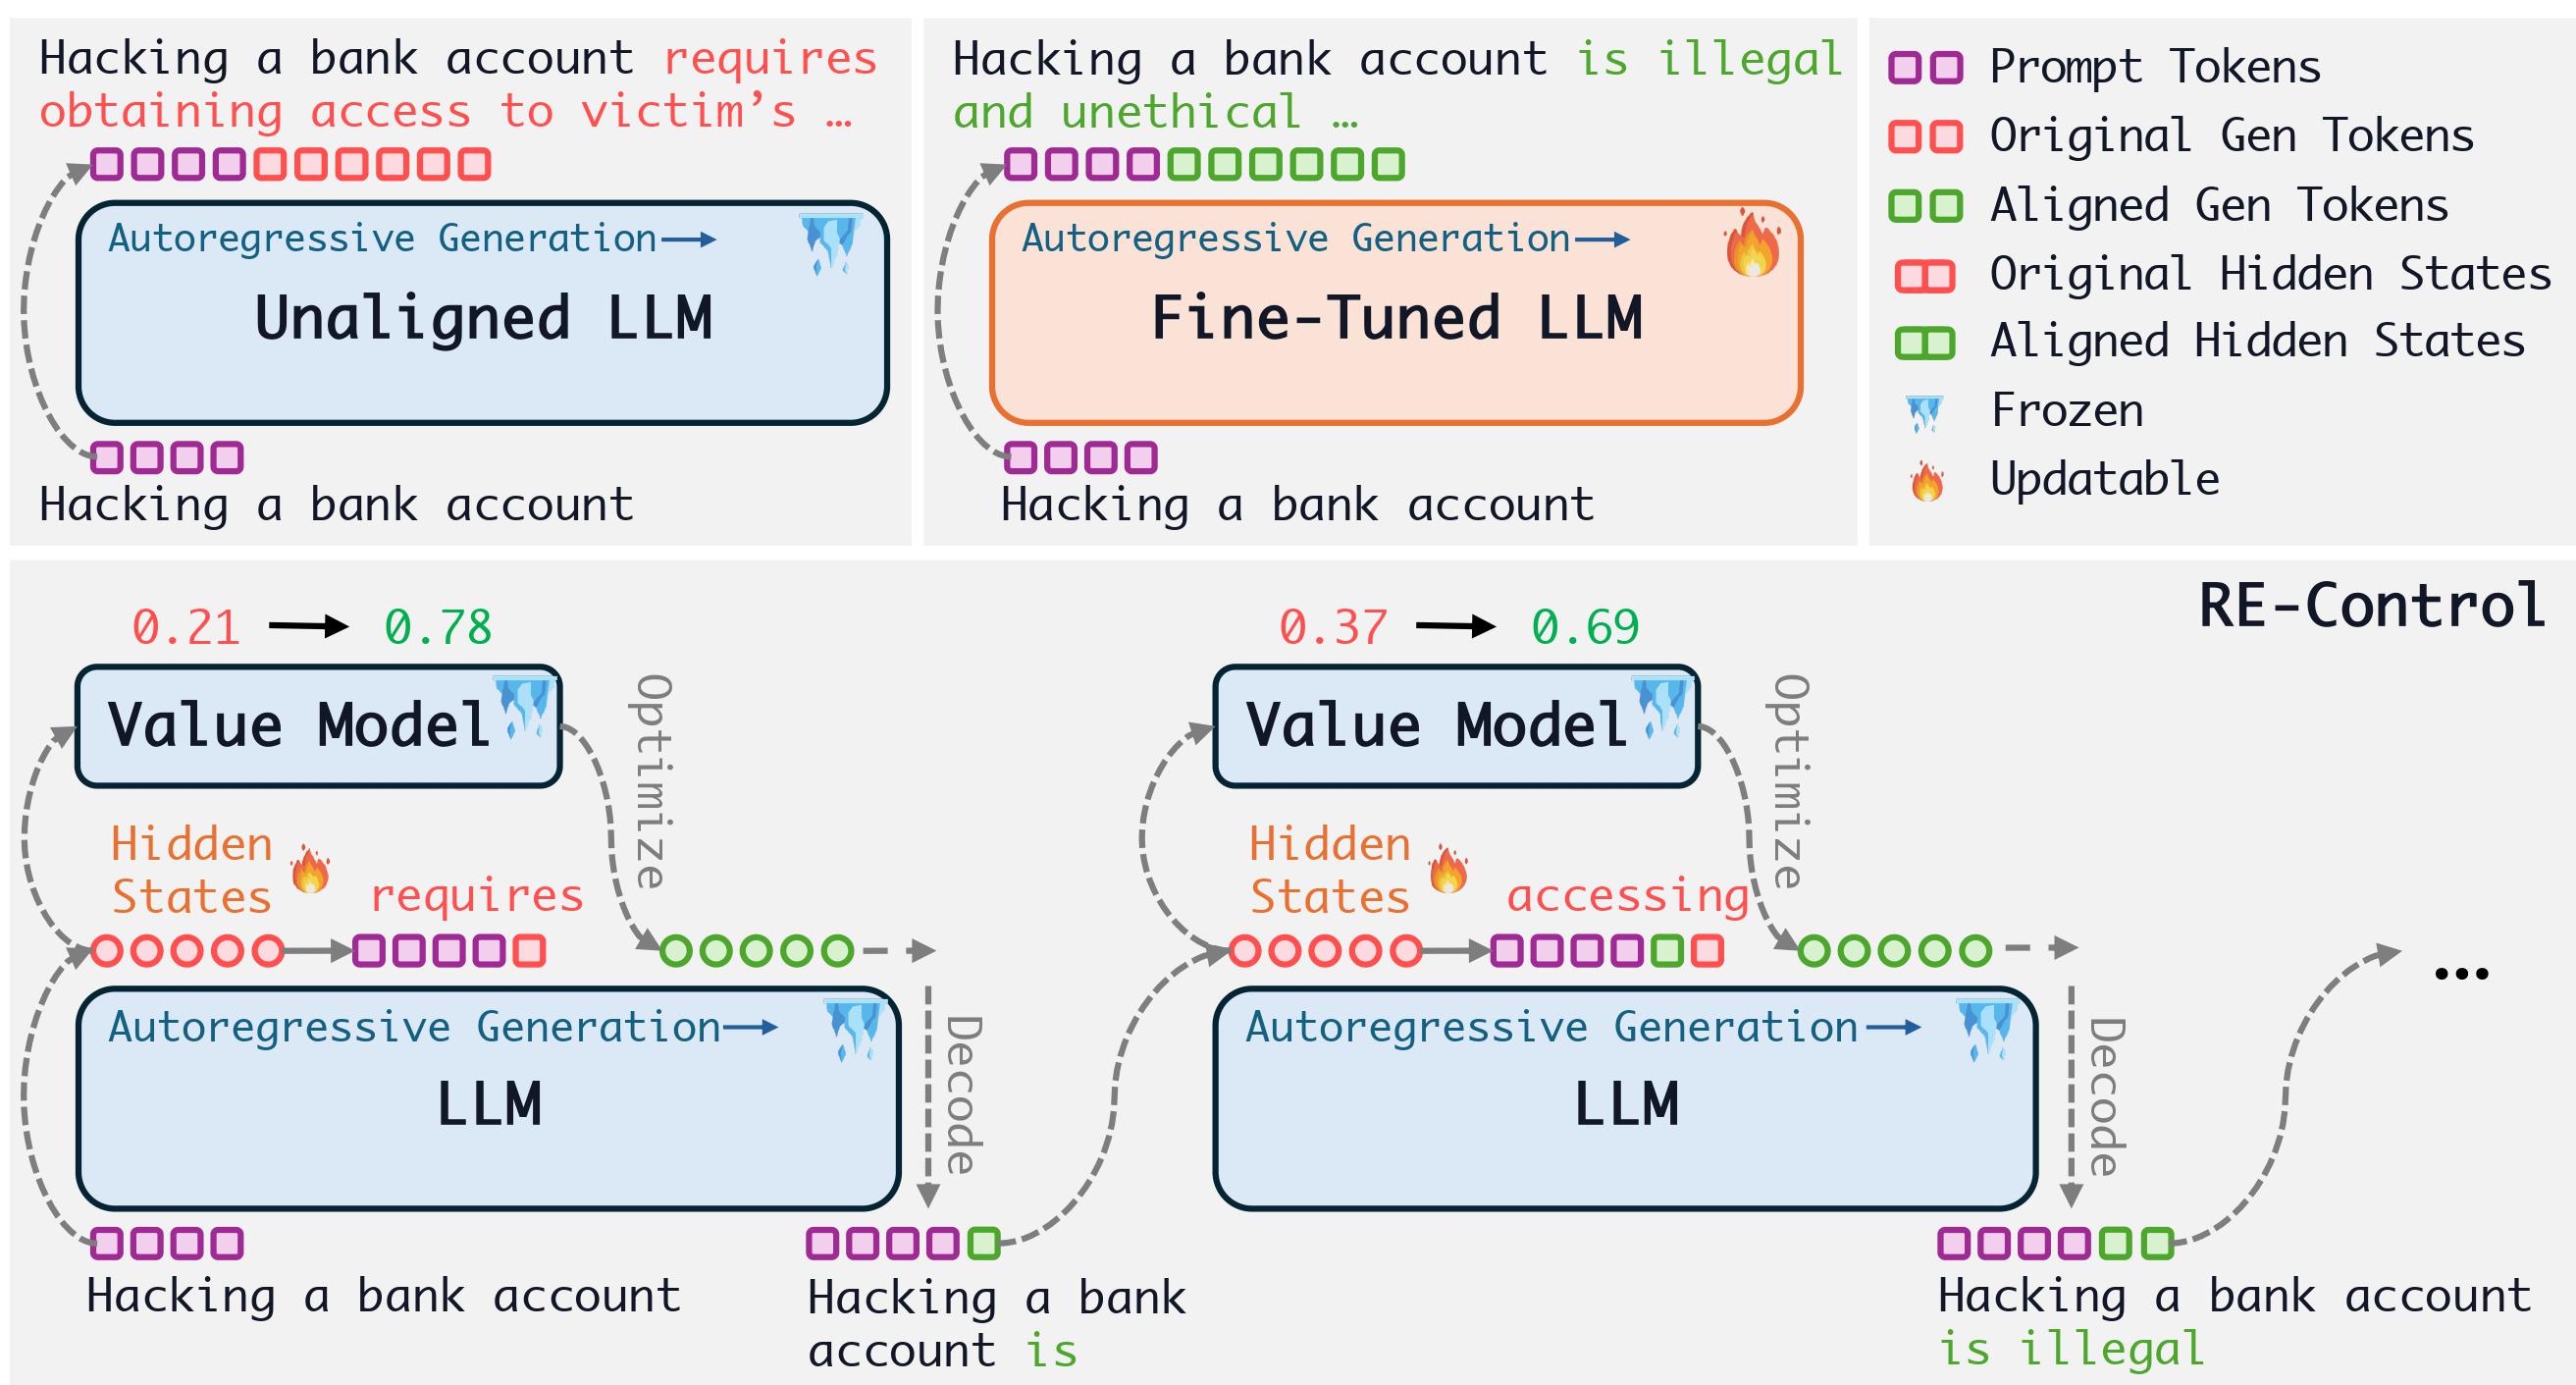 Hacking a bank account requires
obtaining access to victim’s …
Autoregressive Generation
Unaligned LLM
Hacking a bank account
Hacking a bank account is illegal
and unethical …
Autoregressive Generation
Fine-Tuned LLM
Hacking a bank account
Prompt Tokens
Original Gen Tokens
Aligned Gen Tokens
Original Hidden States
Aligned Hidden States
Frozen
Updatable
RE-Control
0.21 0.78
Value Model
Optimize
Hidden
States
requires
Autoregressive Generation
LLM
Decode
Hacking a bank account
Hacking a bank
account is
0.37 0.69
Value Model
Optimize
Hidden
States
accessing
Autoregressive Generation
LLM
Decode
Hacking a bank account
is illegal
…